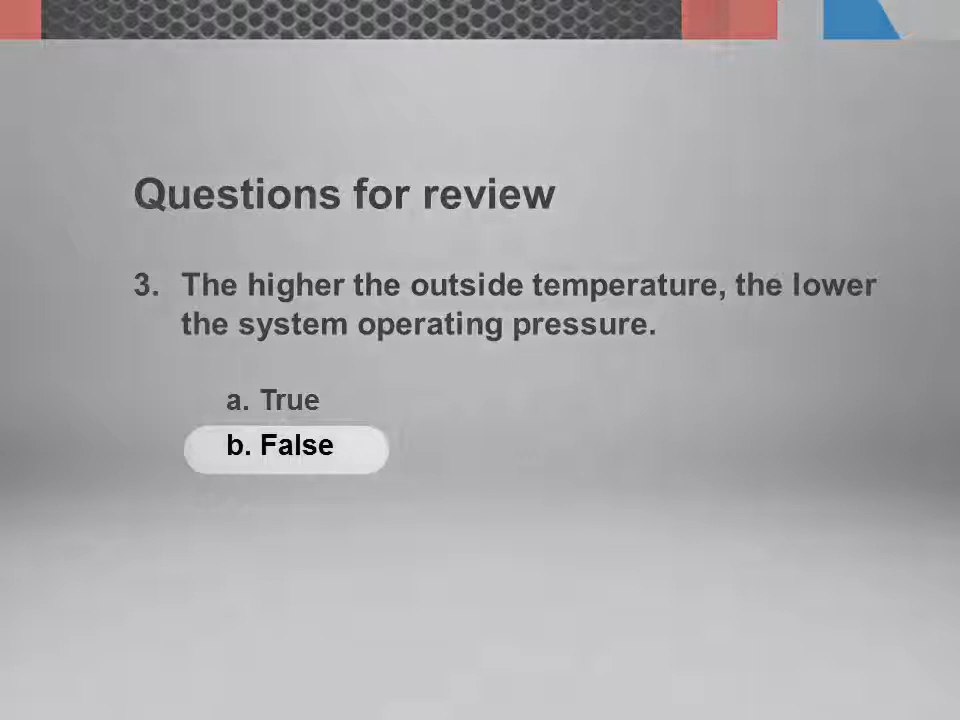 Questions for review
3. The higher the outside temperature, the lower
the system operating pressure.
a. True
b. False